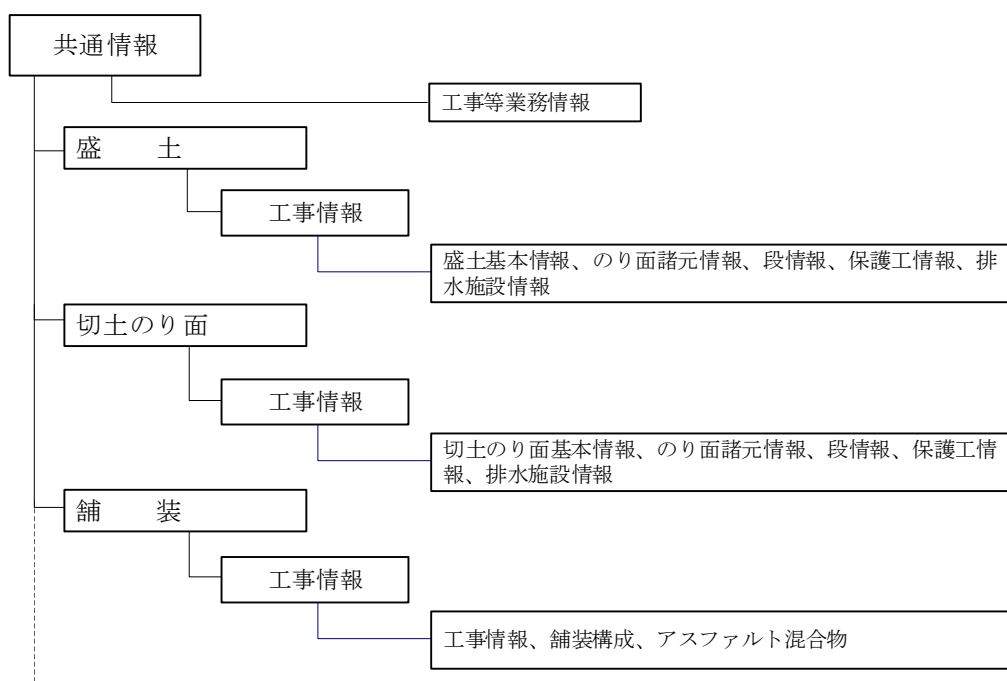 共通情報
工事等業務情報
盛　　土
工事情報
盛土基本情報、のり面諸元情報、段情報、保護工情報、排
水施設情報
切土のり面
工事情報
切土のり面基本情報、のり面諸元情報、段情報、保護工情
報、排水施設情報
舗　　装
工事情報
工事情報、舗装構成、アスファルト混合物